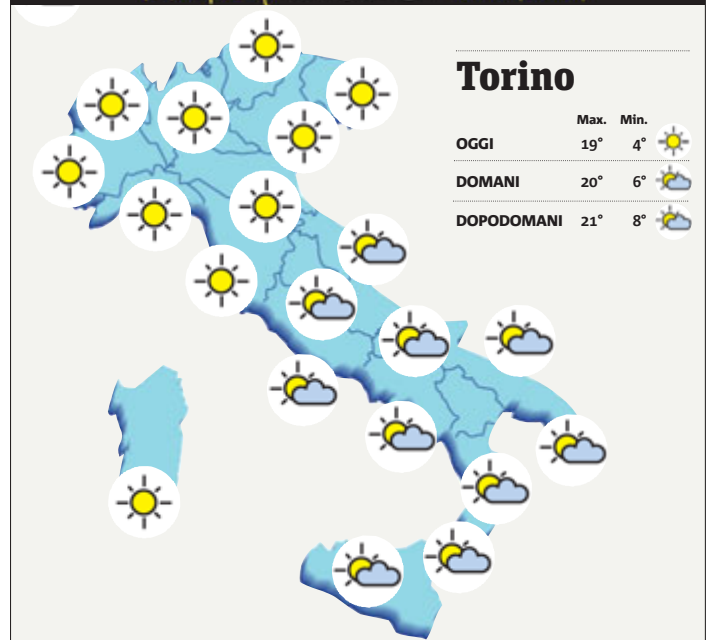 Torino
Max. Min.
OGGI 19° 4°
DOMANI 20° 6°
DOPODOMANI 21° 8°